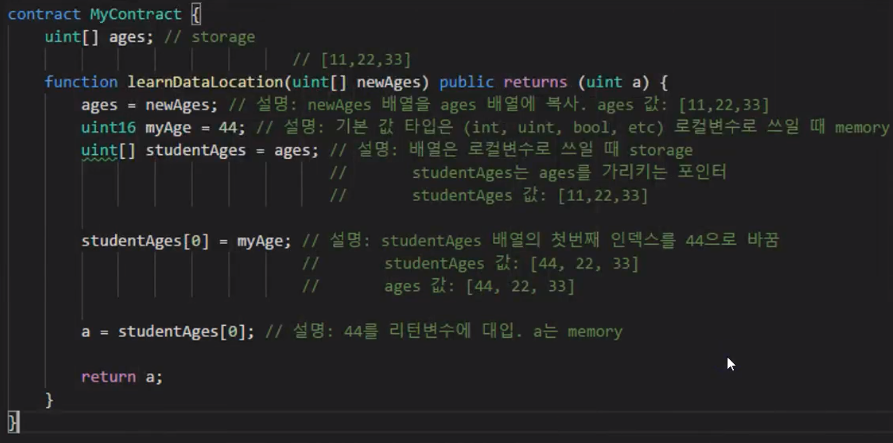 contract MyContract {
uint[] ages; // storage
// [11,22,33]
function learnDataLocation(uint[] newAges) public returns (uint a) {
ages = newAges; // 설명: newAges 배열을 ages 배열에 복사. ages 값: [11,22,33]
uint16 myAge = 44; // 설명: 기본 값 타입은 (int, uint, bool, etc) 로컬변수로 쓰일 때 memory
uint[] studentAges = ages; // 설명: 배열은 로컬변수로 쓰일 때 storage
// studentAges는 ages를 가리키는 포인터
// studentAges 값: [11,22,33]
studentAges[0] = myAge; // 설명: studentAges 배열의 첫번째 인덱스를 44으로 바꿈
// studentAges 값: [44, 22, 33]
// ages 값: [44, 22, 33]
a = studentAges[0]; // 설명: 44를 리턴변수에 대입. a는 memory
return a;
}
}